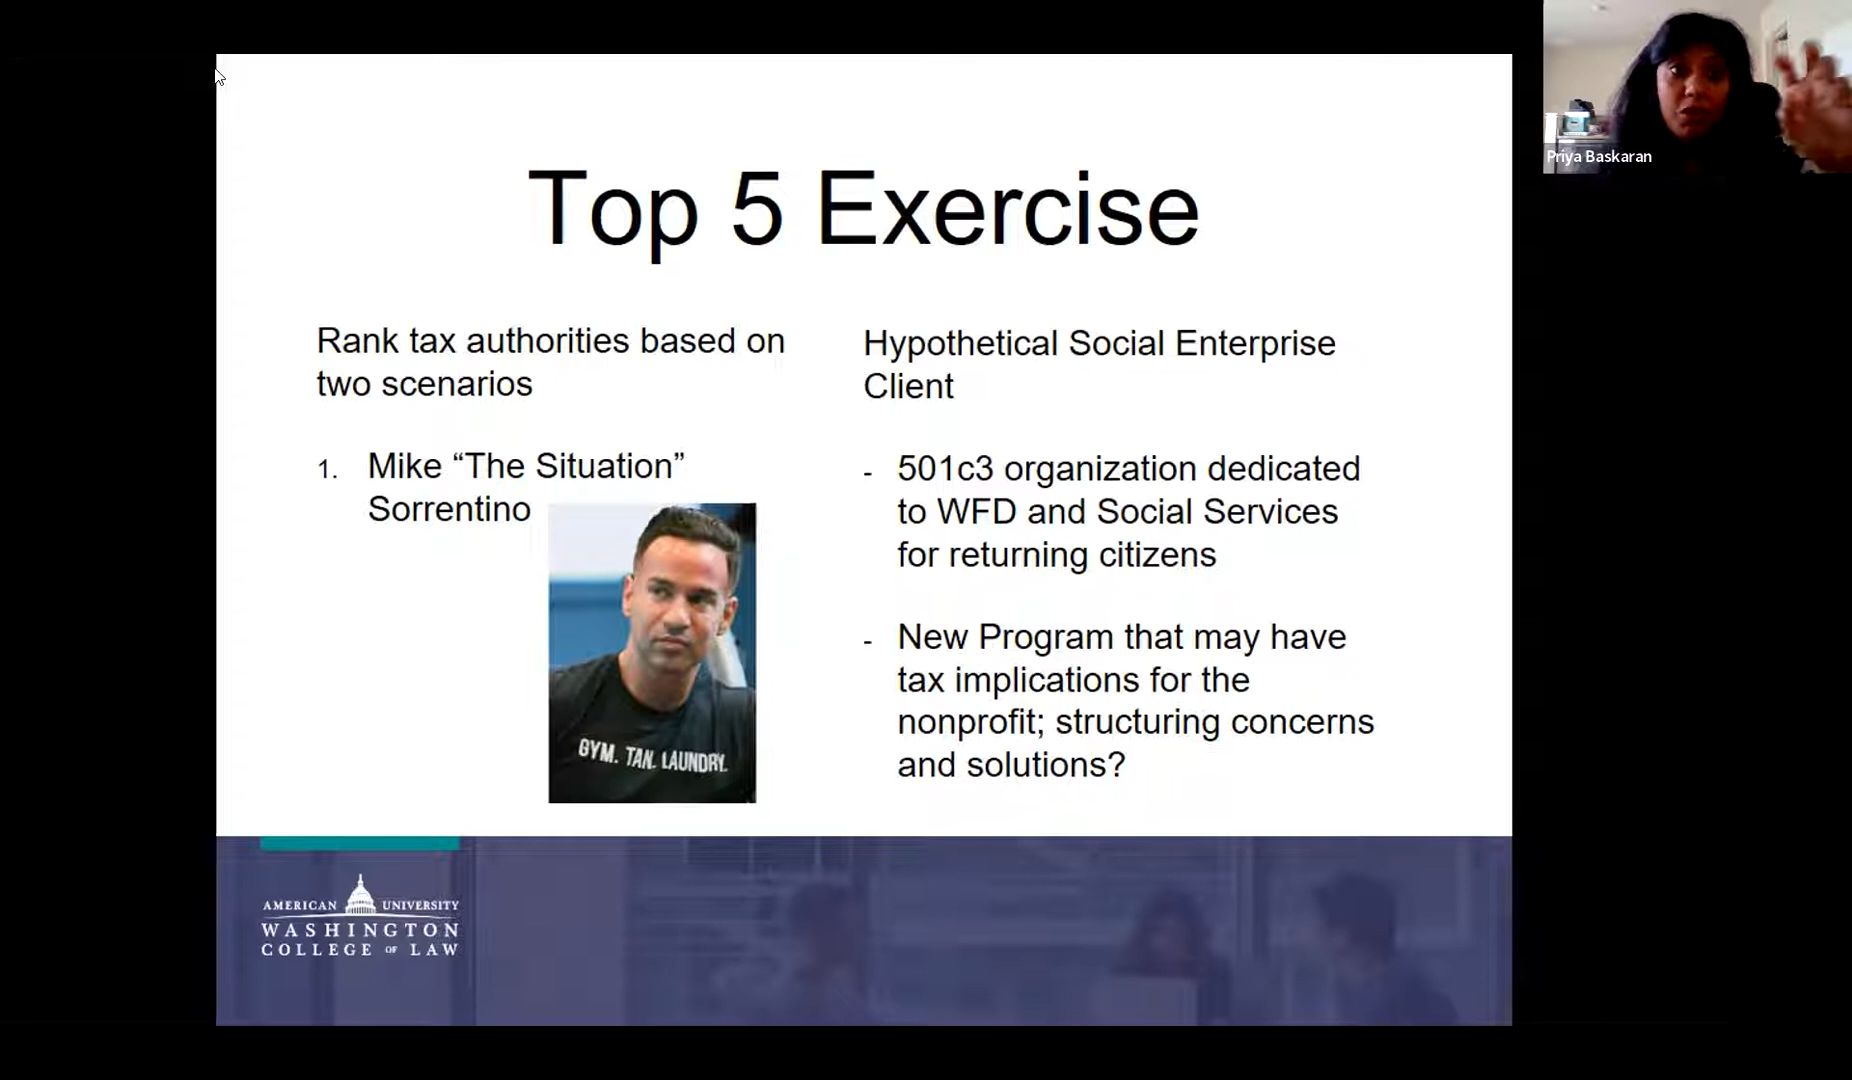 Top 5 Exercise
Rank tax authorities based on
two scenarios
1. Mike “The Situation”
Sorrentino
GYM. TAN. LAUNDRY.
Hypothetical Social Enterprise
Client
- 501c3 organization dedicated
to WFD and Social Services
for returning citizens
- New Program that may have
tax implications for the
nonprofit; structuring concerns
and solutions?
AMERICAN UNIVERSITY
WASHINGTON
COLLEGE OF LAW
Priya Baskaran